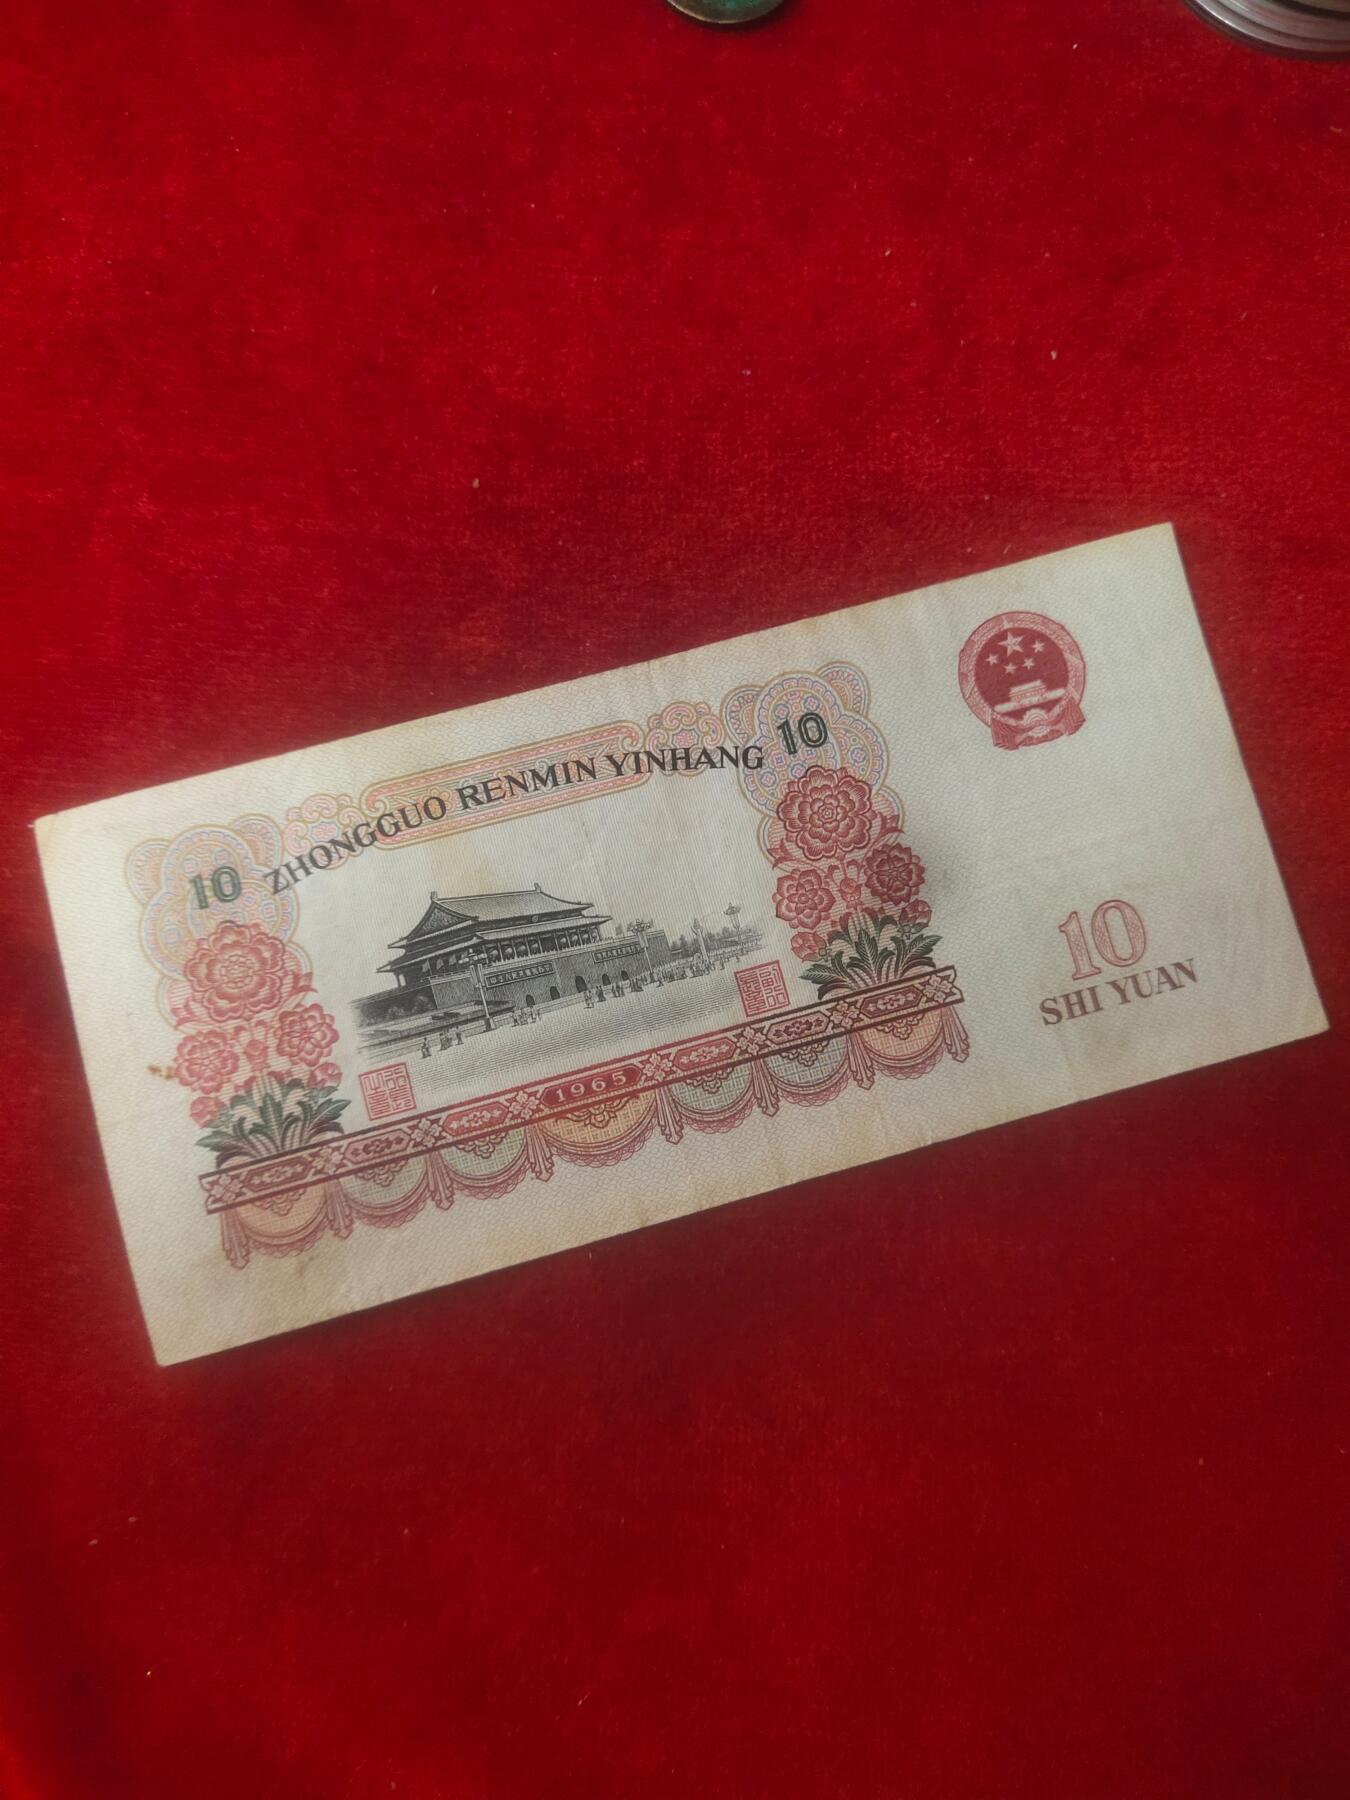 10 ZHONGGUO RENMIN YINHANG 10
1965
10
SHI YUAN